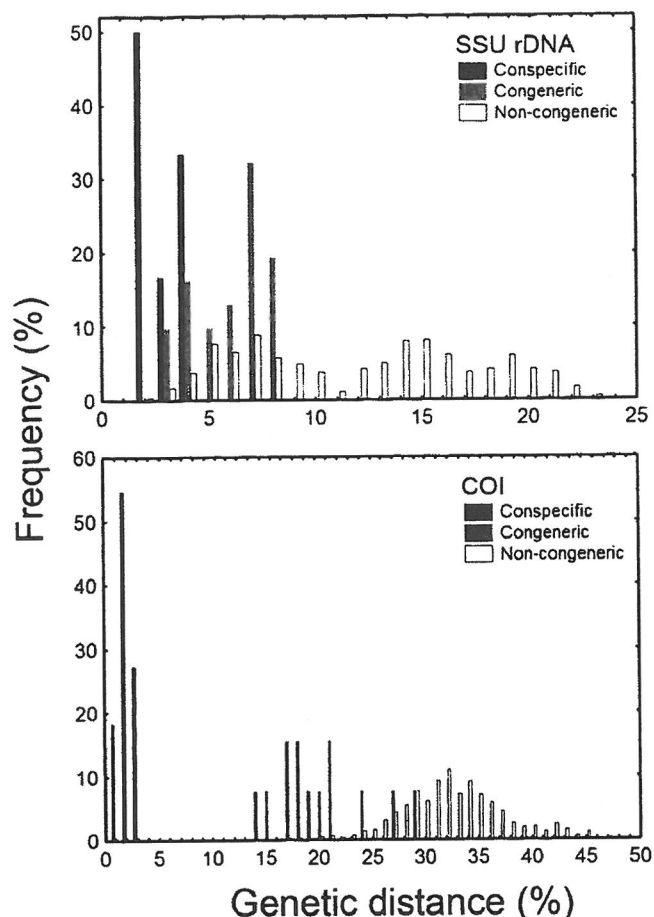 SSU rDNA
Conspecific
Congeneric
Non-congeneric
50
40
30
20
10
0
0 5 10 15 20 25
Frequency (%)
COI
Conspecific
Congeneric
Non-congeneric
60
50
40
30
20
10
0
0 5 10 15 20 25 30 35 40 45 50
Genetic distance (%)